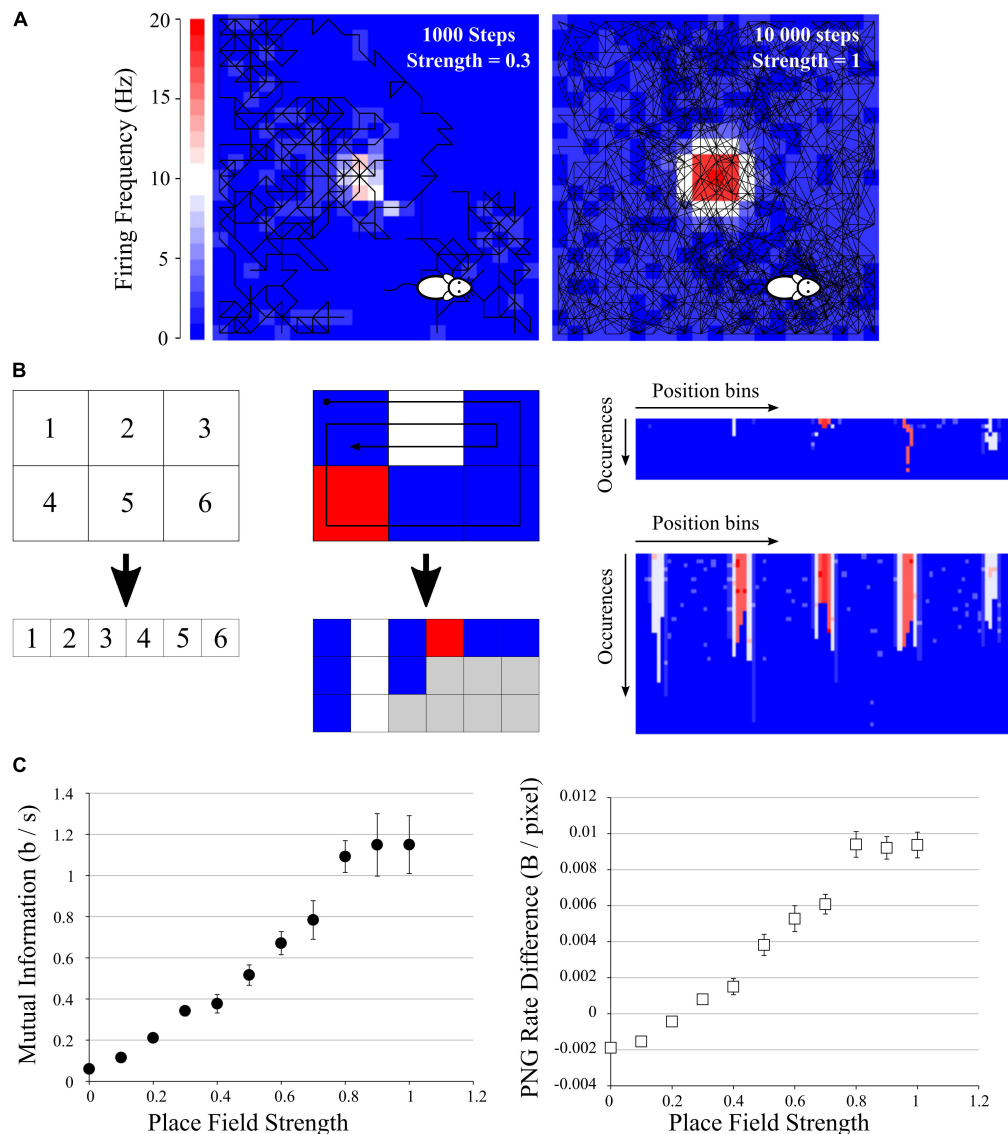 A
Firing Frequency (Hz)
20
15
10
5
0
1000 Steps
Strength = 0.3
10 000 steps
Strength = 1
B
1 2 3
4 5 6
1 2 3 4 5 6
Position bins
Occurences
Position bins
Occurences
C
Mutual Information (b / s)
1.4
1.2
1
0.8
0.6
0.4
0.2
0
0 0.2 0.4 0.6 0.8 1 1.2
Place Field Strength
PNG Rate Difference (B / pixel)
0.012
0.01
0.008
0.006
0.004
0.002
0
-0.002
-0.004
0 0.2 0.4 0.6 0.8 1 1.2
Place Field Strength